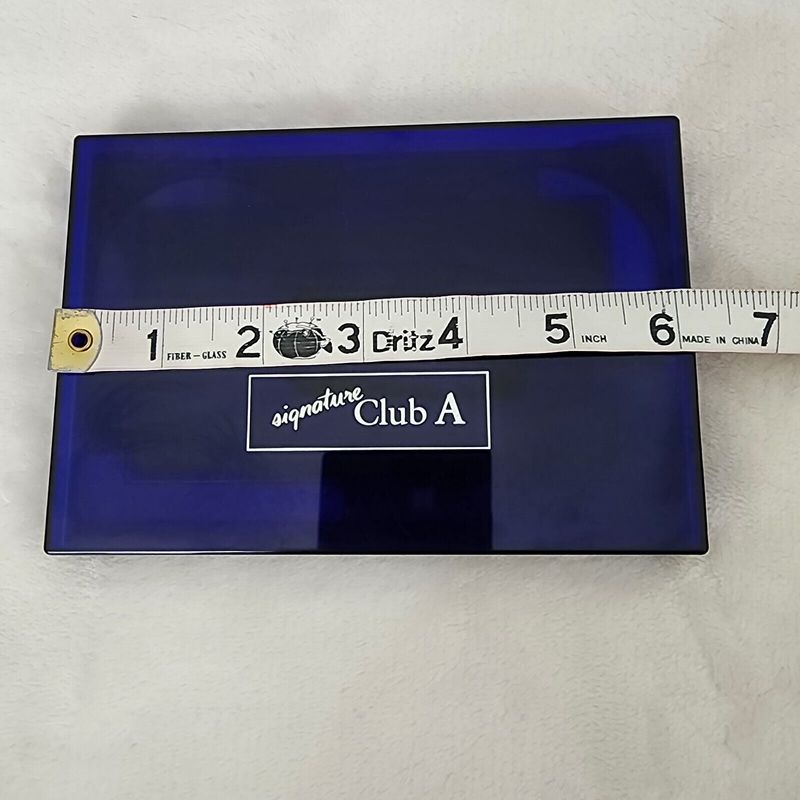 1 FIBER-GLASS 2 3 Dritz® 4 5 INCH 6 MADE IN CHINA 7
signature Club A